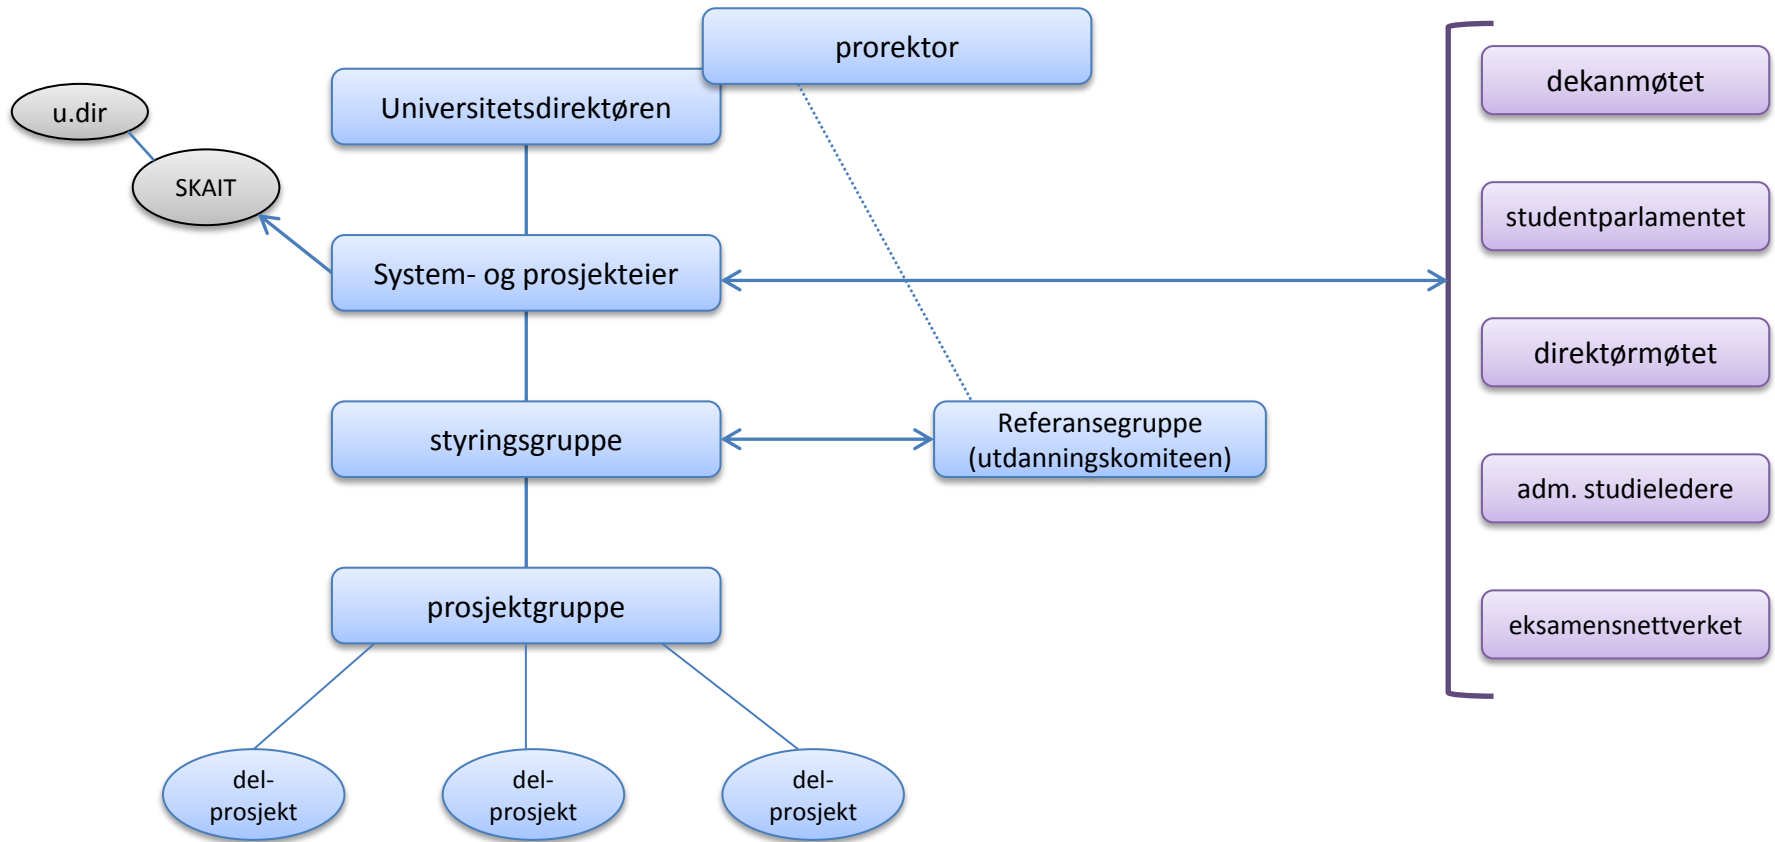 prorektor
Universitetsdirektøren
u.dir
SKAIT
System- og prosjekteier
styringsgruppe
Referansegruppe
(utdanningskomiteen)
prosjektgruppe
del-
prosjekt
del-
prosjekt
del-
prosjekt
dekanmøtet
studentparlamentet
direktørmøtet
adm. studieledere
eksamensnettverket